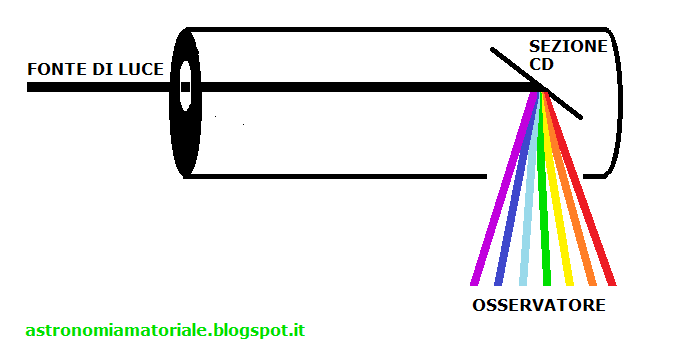 FONTE DI LUCE
SEZIONE
CD
OSSERVATORE
astronomiamatoriale.blogspot.it